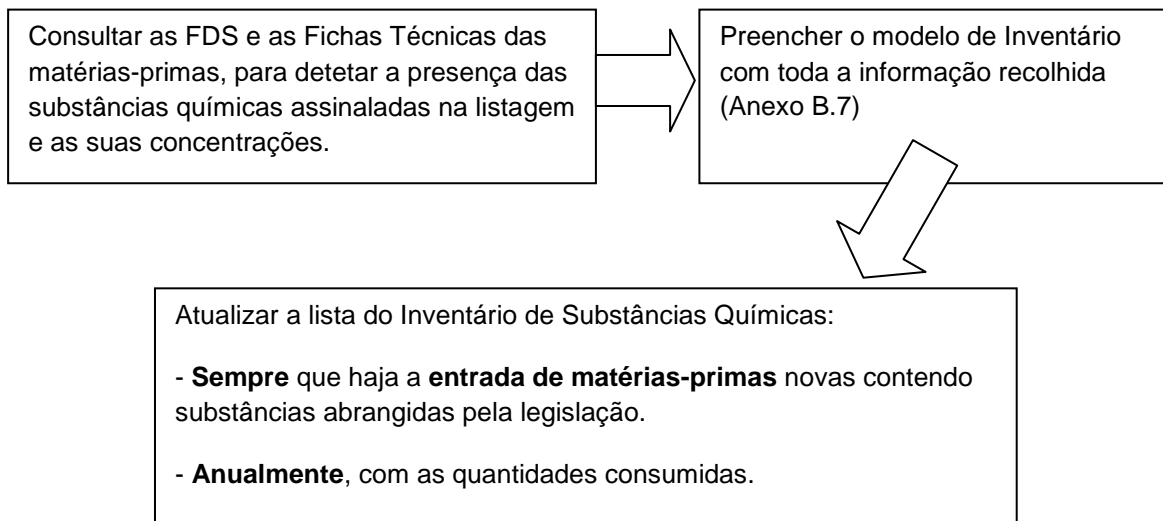 Consultar as FDS e as Fichas Técnicas das
matérias-primas, para detetar a presença das
substâncias químicas assinaladas na listagem
e as suas concentrações.
Preencher o modelo de Inventário
com toda a informação recolhida
(Anexo B.7)
Atualizar a lista do Inventário de Substâncias Químicas:
- Sempre que haja a entrada de matérias-primas novas contendo
substâncias abrangidas pela legislação.
- Anualmente, com as quantidades consumidas.